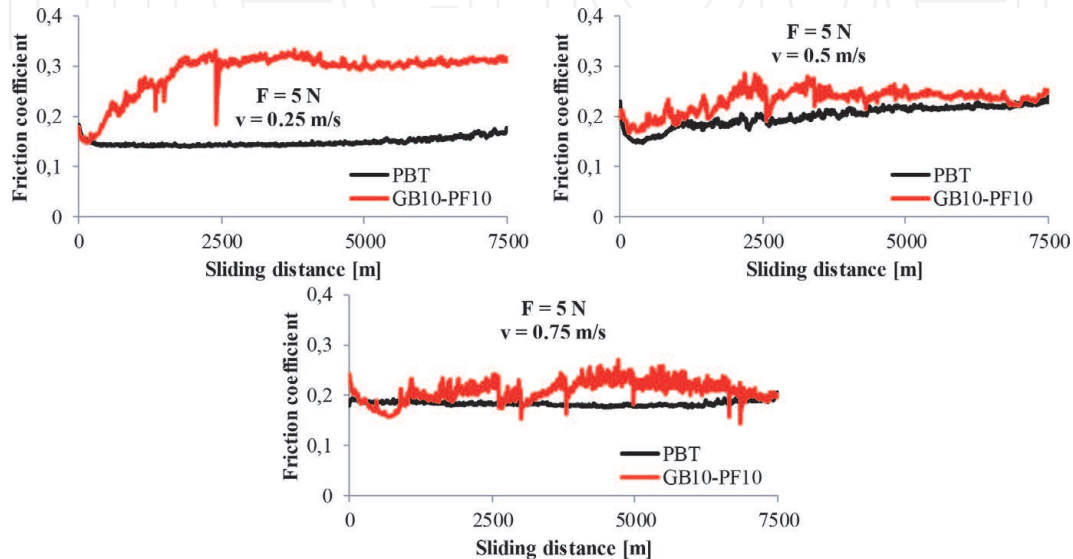 0,4
0,3
0,2
0,1
0
Friction coefficient
F = 5 N
v = 0.25 m/s
PBT
GB10-PF10
0 2500 5000 7500
Sliding distance [m]
0,4
0,3
0,2
0,1
0
Friction coefficient
F = 5 N
v = 0.5 m/s
PBT
GB10-PF10
0 2500 5000 7500
Sliding distance [m]
0,4
0,3
0,2
0,1
0
Friction coefficient
F = 5 N
v = 0.75 m/s
PBT
GB10-PF10
0 2500 5000 7500
Sliding distance [m]